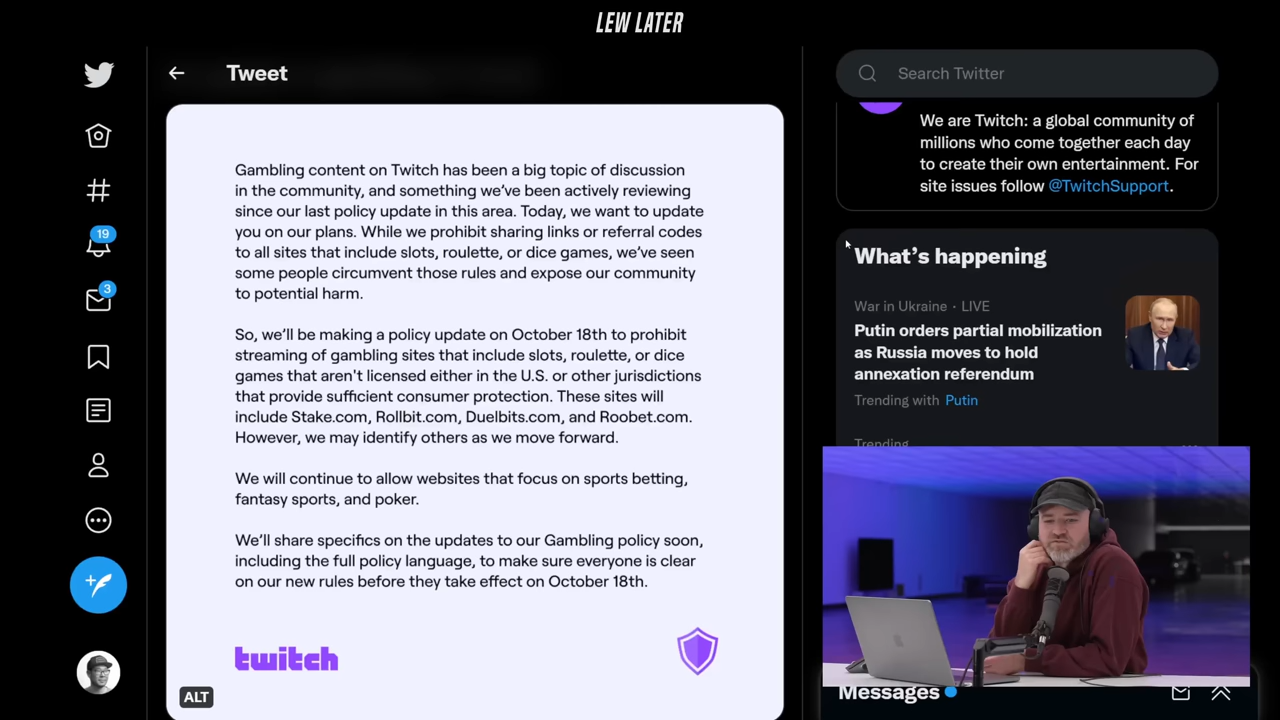 LEW LATER
Tweet
Search Twitter
Gambling content on Twitch has been a big topic of discussion
in the community, and something we've been actively reviewing
since our last policy update in this area. Today, we want to update
you on our plans. While we prohibit sharing links or referral codes
to all sites that include slots, roulette, or dice games, we've seen
some people circumvent those rules and expose our community
to potential harm.
So, we'll be making a policy update on October 18th to prohibit
streaming of gambling sites that include slots, roulette, or dice
games that aren't licensed either in the U.S. or other jurisdictions
that provide sufficient consumer protection. These sites will
include Stake.com, Rollbit.com, Duelbits.com, and Roobet.com.
However, we may identify others as we move forward.
We will continue to allow websites that focus on sports betting,
fantasy sports, and poker.
We'll share specifics on the updates to our Gambling policy soon,
including the full policy language, to make sure everyone is clear
on our new rules before they take effect on October 18th.
twitch
ALT
19
3
We are Twitch: a global community of
millions who come together each day
to create their own entertainment. For
site issues follow @TwitchSupport.
What's happening
War in Ukraine · LIVE
Putin orders partial mobilization
as Russia moves to hold
annexation referendum
Trending with Putin
Trending
Messages